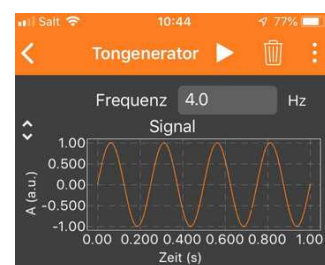 Salt 10:44 77%
Tongenerator
Frequenz 4.0 Hz
Signal
1.00
0.500
0.00
-0.500
-1.00
A (a.u.)
0.00 0.200 0.400 0.600 0.800 1.00
Zeit (s)